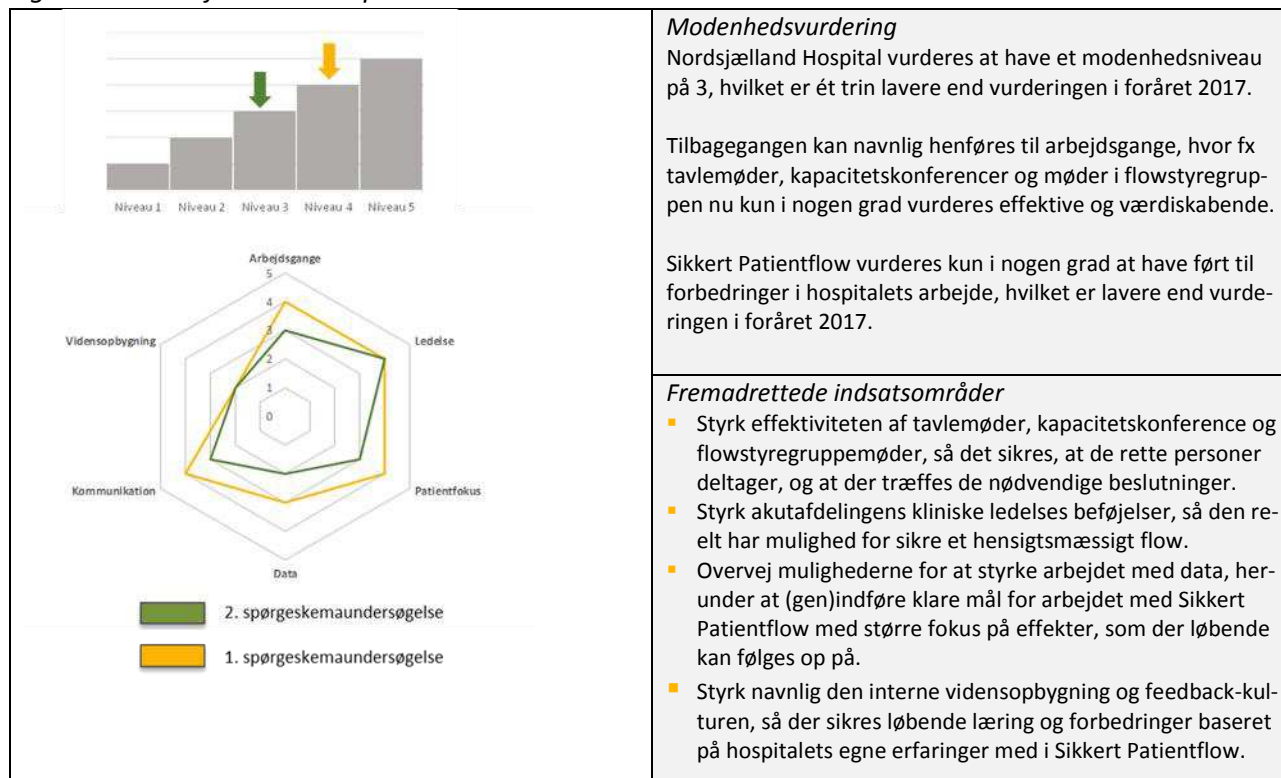 Niveau 1 Niveau 2 Niveau 3 Niveau 4 Niveau 5
Arbejdsgange
5
4
3
2
1
0
Vidensopbygning
Ledelse
Kommunikation
Patientfokus
Data
2. spørgeskemaundersøgelse
1. spørgeskemaundersøgelse
Modenhedsvurdering
Nordsjælland Hospital vurderes at have et modenhedsniveau
på 3, hvilket er ét trin lavere end vurderingen i foråret 2017.
Tilbagegangen kan navnlig henføres til arbejdsgange, hvor fx
tavlemøder, kapacitetskonferencer og møder i flowstyregrup-
pen nu kun i nogen grad vurderes effektive og værdiskabende.
Sikkert Patientflow vurderes kun i nogen grad at have ført til
forbedringer i hospitalets arbejde, hvilket er lavere end vurde-
ringen i foråret 2017.
Fremadrettede indsatsområder
▪ Styrk effektiviteten af tavlemøder, kapacitetskonference og
flowstyregruppemøder, så det sikres, at de rette personer
deltager, og at der træffes de nødvendige beslutninger.
▪ Styrk akutafdelingens kliniske ledelses beføjelser, så den re-
elt har mulighed for sikre et hensigtsmæssigt flow.
▪ Overvej mulighederne for at styrke arbejdet med data, her-
under at (gen)indføre klare mål for arbejdet med Sikkert
Patientflow med større fokus på effekter, som der løbende
kan følges op på.
▪ Styrk navnlig den interne vidensopbygning og feedback-kul-
turen, så der sikres løbende læring og forbedringer baseret
på hospitalets egne erfaringer med i Sikkert Patientflow.